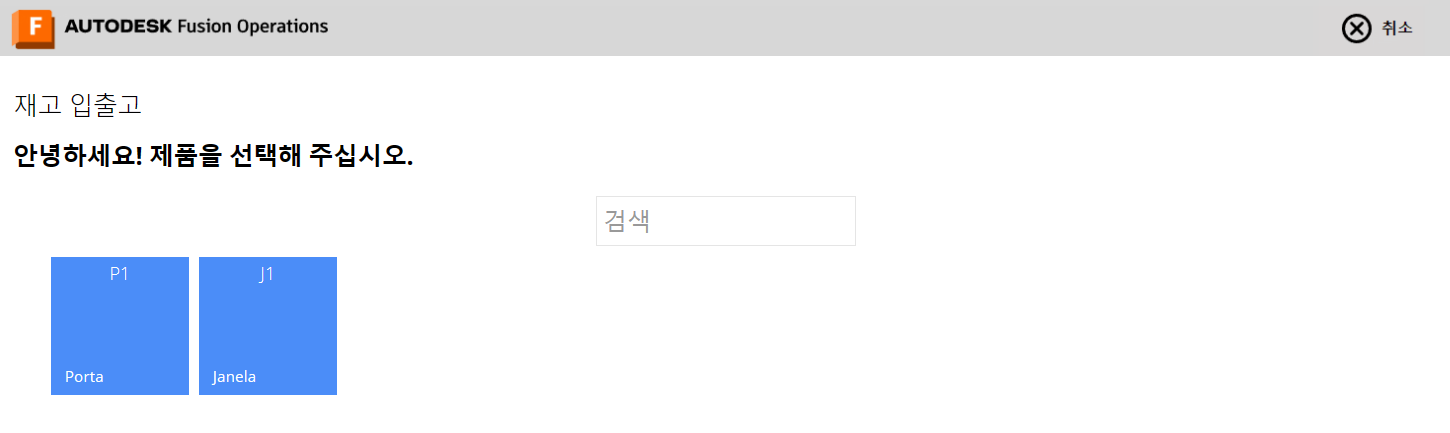 F AUTODESK Fusion Operations
취소
재고 입출고
안녕하세요! 제품을 선택해 주십시오.
검색
P1
Porta
J1
Janela